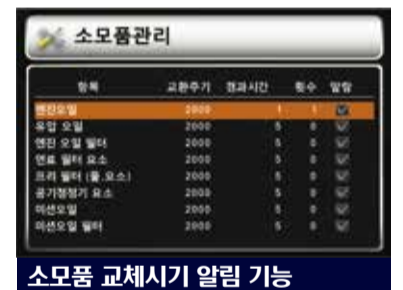 소모품관리
항목 교환주기 경과시간 횟수 알람
엔진오일 2000 1 1
유압 오일 2000 5 0
엔진 오일 필터 2000 5 0
연료 필터 요소 2000 5 0
프리 필터 (물.요소) 2000 5 0
공기청정기 요소 2000 5 0
미션오일 2000 5 0
미션오일 필터 2000 5 0
소모품 교체시기 알림 기능